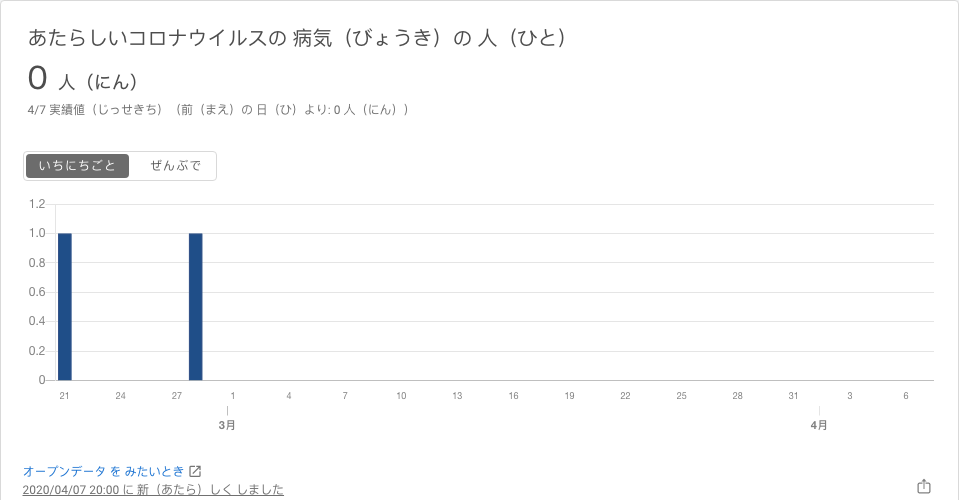 あたらしいコロナウイルスの 病気（びょうき）の 人（ひと）
0 人（にん）
4/7 実績値（じっせきち）（前（まえ）の 日（ひ）より: 0 人（にん））
いちにちごと ぜんぶで
1.2
1.0
0.8
0.6
0.4
0.2
0
21 24 27 1 4 7 10 13 16 19 22 25 28 31 3 6
3月 4月
オープンデータ を みたいとき
2020/04/07 20:00 に 新（あたら）しく しました